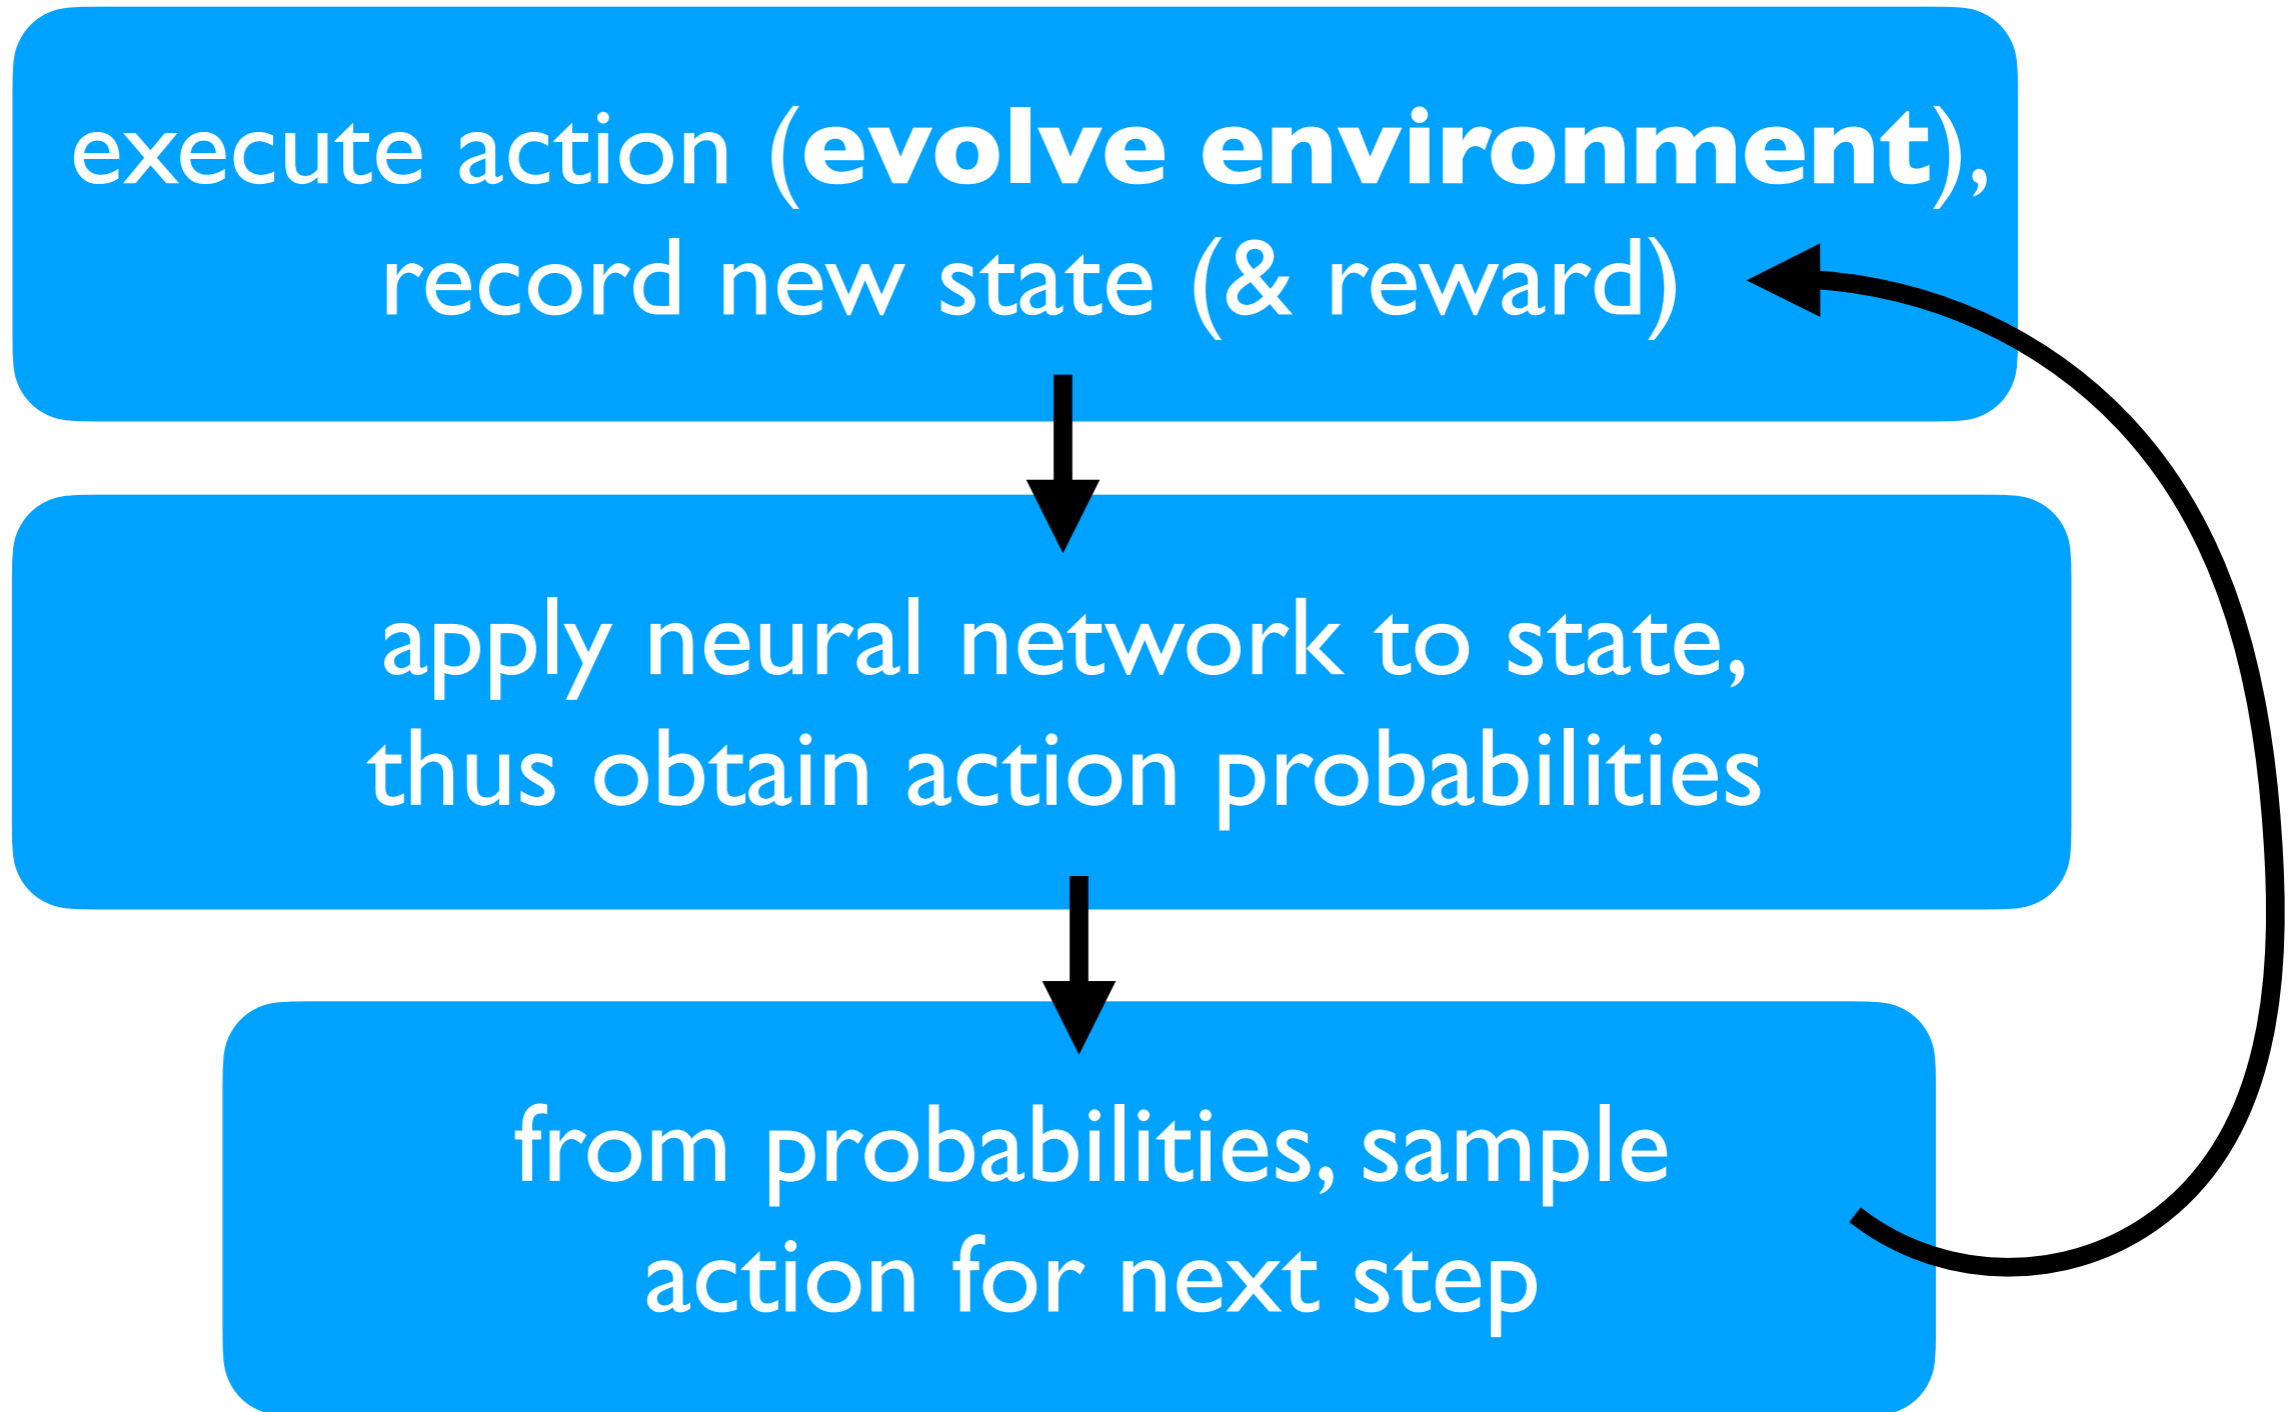 execute action (evolve environment),
record new state (& reward)
apply neural network to state,
thus obtain action probabilities
from probabilities, sample
action for next step